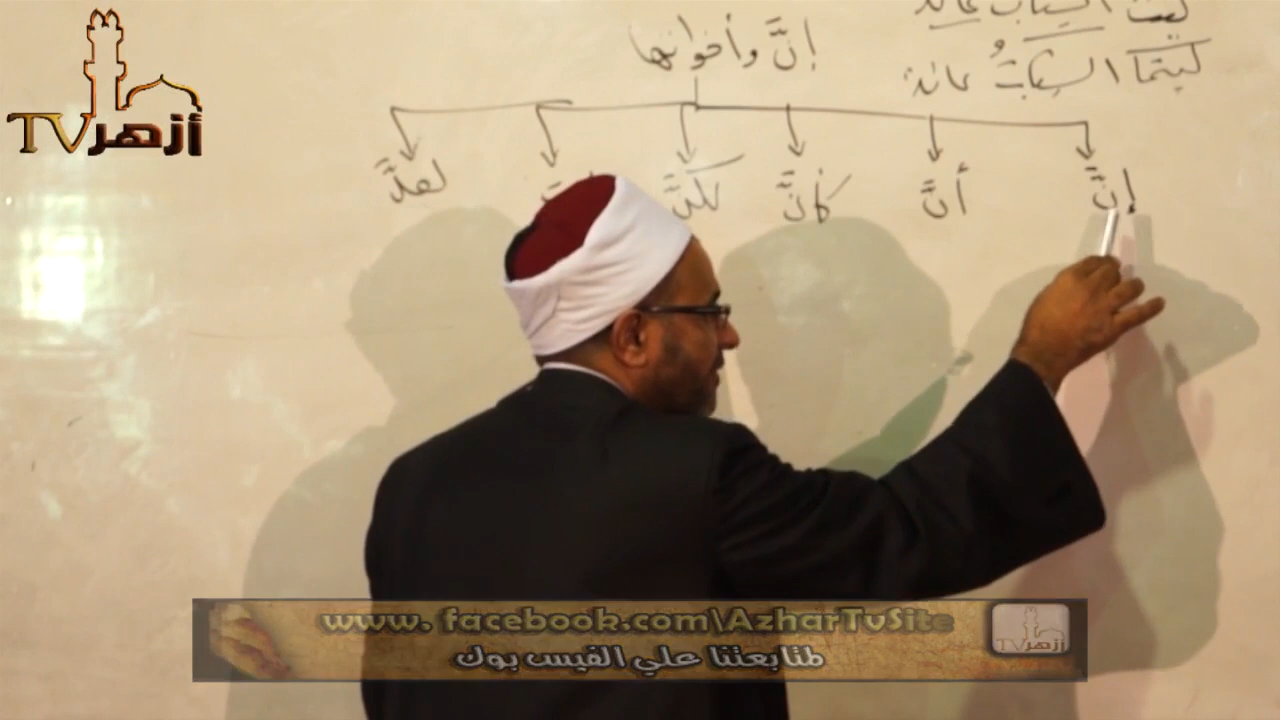 ليت الشباب عائد
ليتما الشبابُ عائد
إنَّ وأخواتها
إنَّ أنَّ كأنَّ لكنَّ لعلَّ
TV أزهر
www. facebook.com\AzharTvSite
لمتابعتنا علي الفيس بوك
TV أزهر